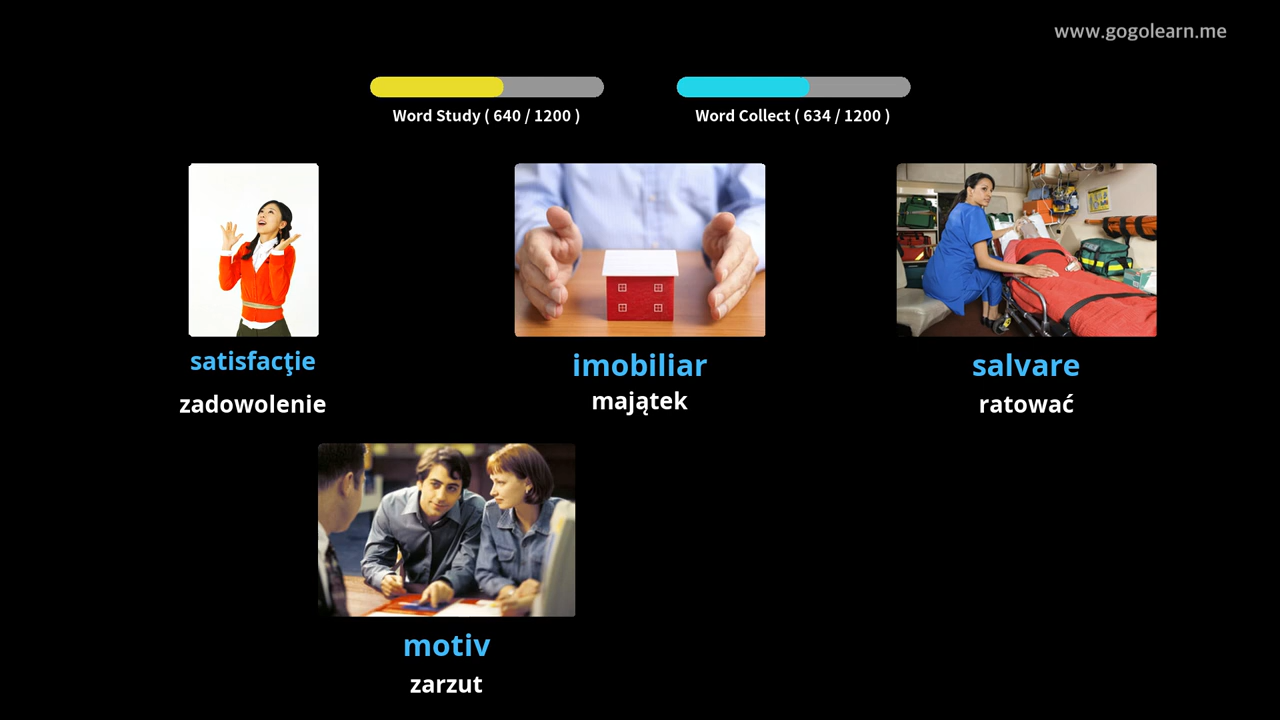 www.gogolearn.me
Word Study ( 640 / 1200 )
Word Collect ( 634 / 1200 )
satisfacţie
zadowolenie
imobiliar
majątek
salvare
ratować
motiv
zarzut